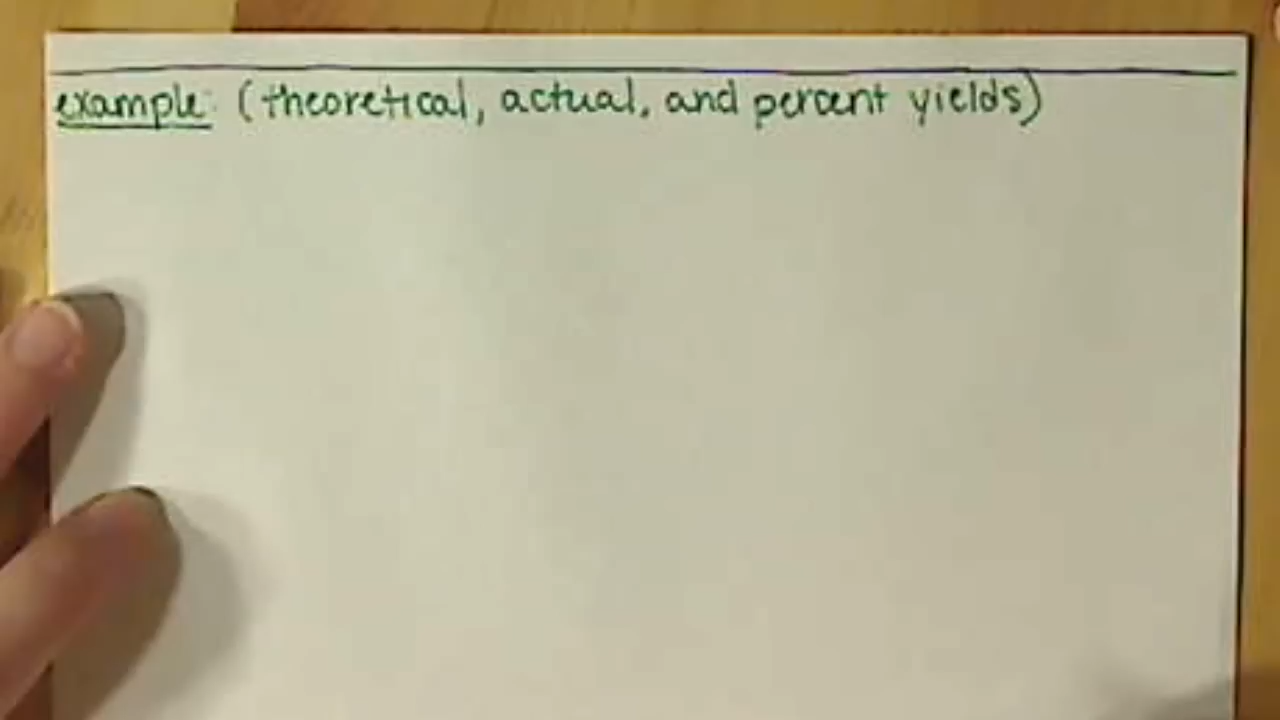 example: (theoretical, actual, and percent yields)